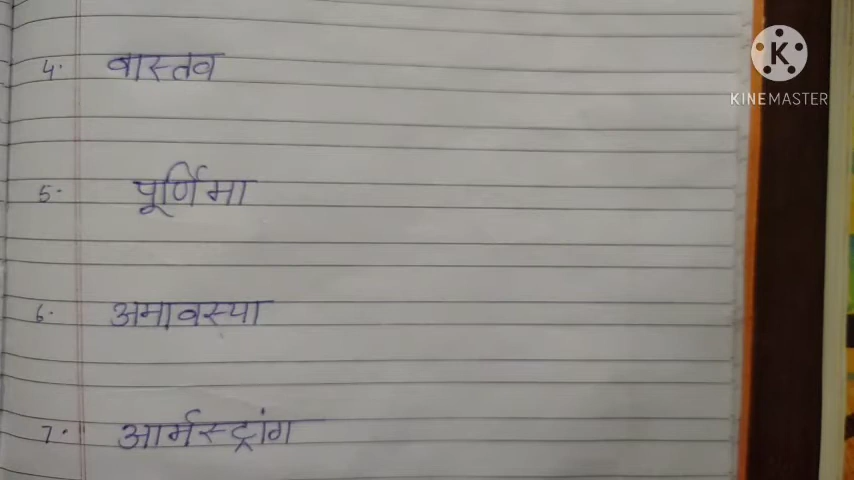 KINEMASTER
4. वास्तव
5. पूर्णिमा
6. अमावस्या
7. आर्मस्ट्रांग